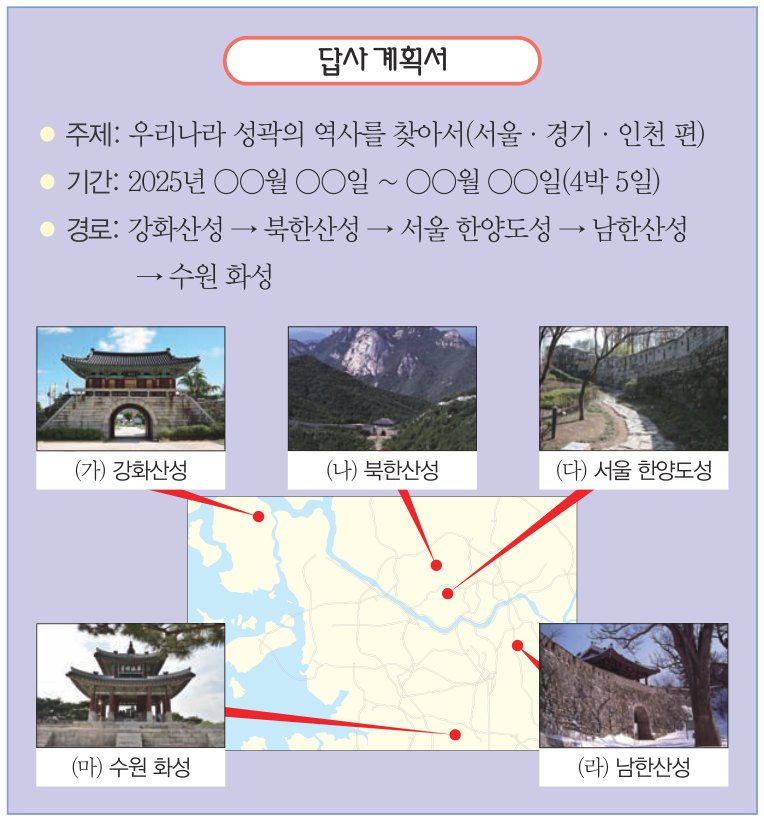 답사 계획서
주제: 우리나라 성곽의 역사를 찾아서(서울 · 경기 · 인천 편)
기간: 2025년 ○○월 ○○일 ~ ○○월 ○○일(4박 5일)
경로: 강화산성 → 북한산성 → 서울 한양도성 → 남한산성
→ 수원 화성
(가) 강화산성
(나) 북한산성
(다) 서울 한양도성
(마) 수원 화성
(라) 남한산성